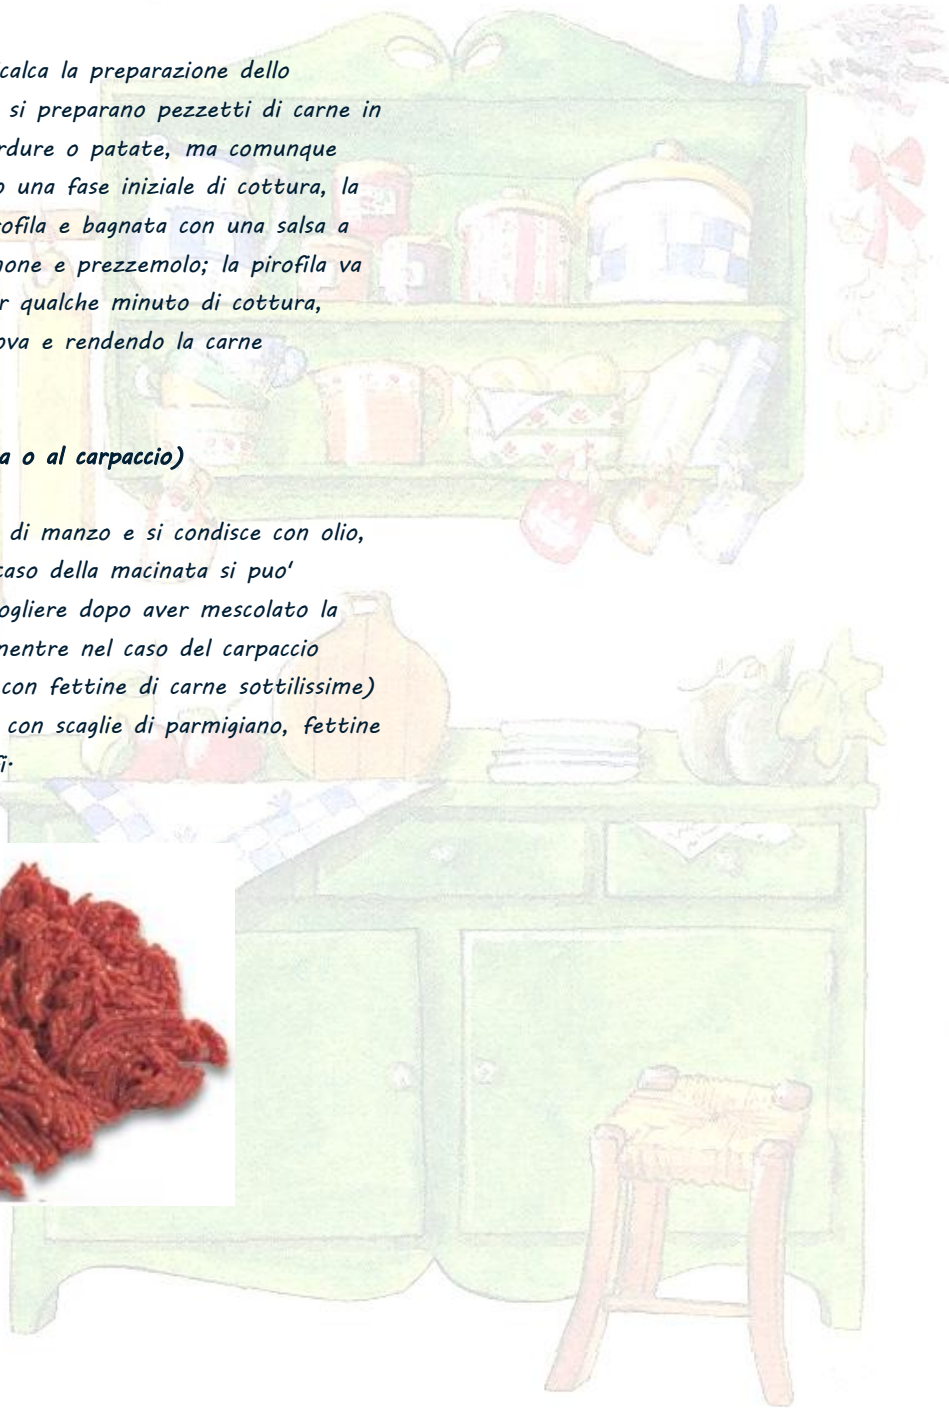 calca la preparazione dello
si preparano pezzetti di carne in
rdure o patate, ma comunque
o una fase iniziale di cottura, la
rofila e bagnata con una salsa a
none e prezzemolo; la pirofila va
r qualche minuto di cottura,
ova e rendendo la carne
a o al carpaccio)
di manzo e si condisce con olio,
caso della macinata si puo'
ogliere dopo aver mescolato la
mentre nel caso del carpaccio
con fettine di carne sottilissime)
con scaglie di parmigiano, fettine
fi.